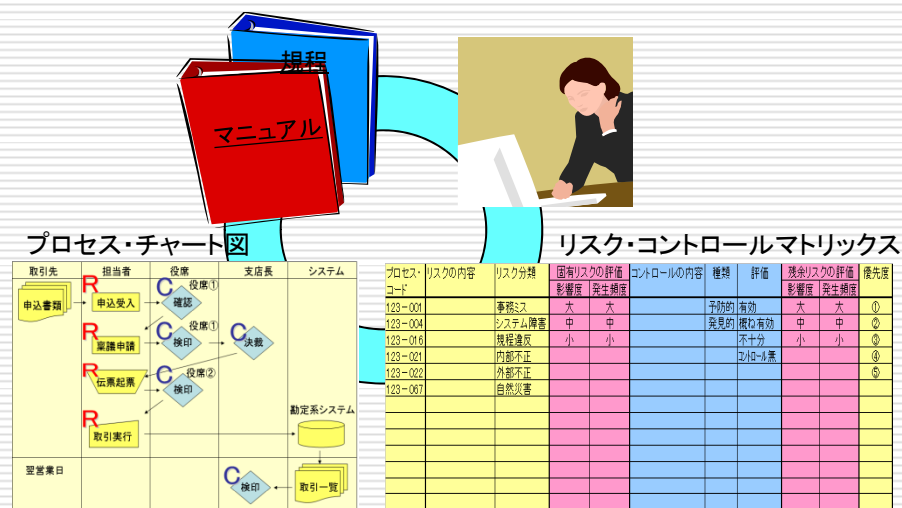 規程
マニュアル
プロセス・チャート図
リスク・コントロールマトリックス
取引先 担当者 役席 支店長 システム
申込書類
R 申込受入
C 役席① 確認
R 稟議申請
C 役席① 検印
C 決裁
R 伝票起票
C 役席② 検印
R 取引実行
勘定系システム
翌営業日
C 検印
取引一覧
プロセス・コード リスクの内容 リスク分類 固有リスクの評価 コントロールの内容 種類 評価 残余リスクの評価 優先度
影響度 発生頻度 影響度 発生頻度
123-001 事務ミス 大 大 予防的 有効 大 大 ①
123-004 システム障害 中 中 発見的 概ね有効 中 中 ②
123-016 規程違反 小 小 不十分 小 小 ③
123-021 内部不正 コントロール無 ④
123-022 外部不正 ⑤
123-067 自然災害